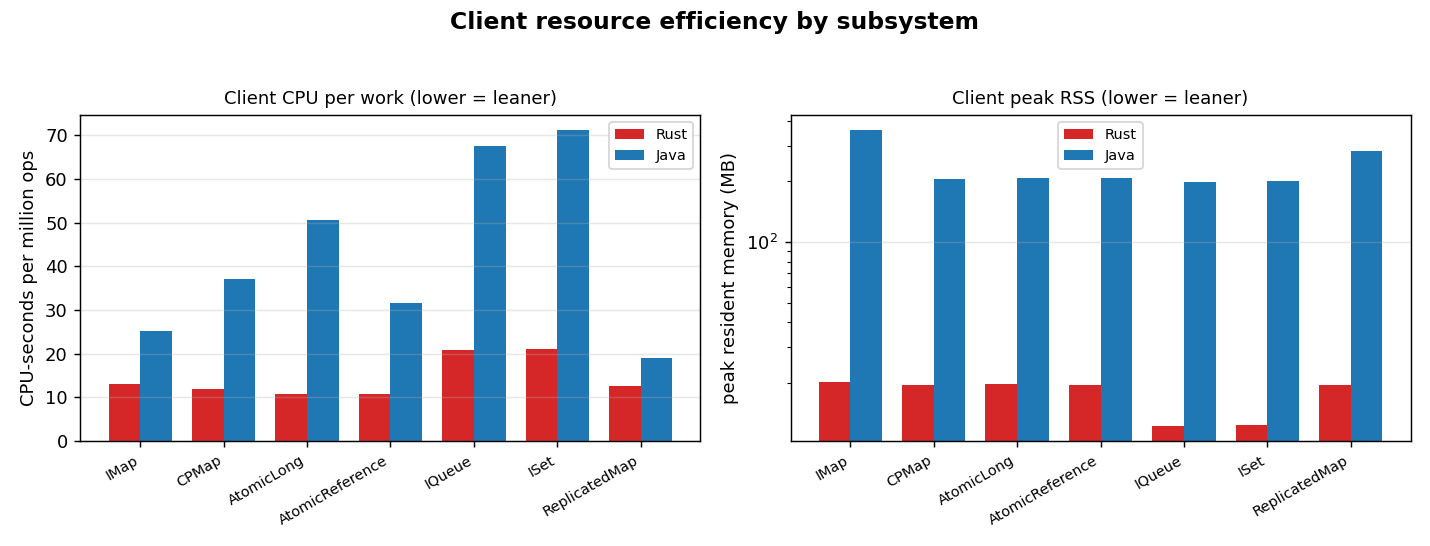 Client resource efficiency by subsystem
Client CPU per work (lower = leaner)
CPU-seconds per million ops
70
60
50
40
30
20
10
0
Rust
Java
IMap
CPMap
AtomicLong
AtomicReference
IQueue
ISet
ReplicatedMap
Client peak RSS (lower = leaner)
peak resident memory (MB)
10²
Rust
Java
IMap
CPMap
AtomicLong
AtomicReference
IQueue
ISet
ReplicatedMap